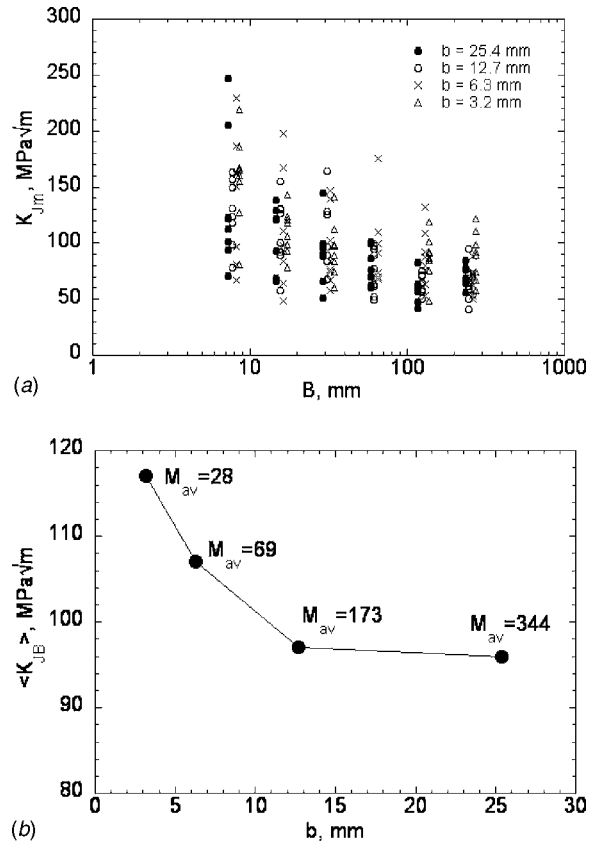 300
250
200
150
100
50
0
K_Jm, MPa√m
b = 25.4 mm
b = 12.7 mm
b = 6.3 mm
b = 3.2 mm
1 10 100 1000
B, mm
(a)
120
110
100
90
80
<K_JB>, MPa√m
M_av=28
M_av=69
M_av=173
M_av=344
0 5 10 15 20 25 30
b, mm
(b)